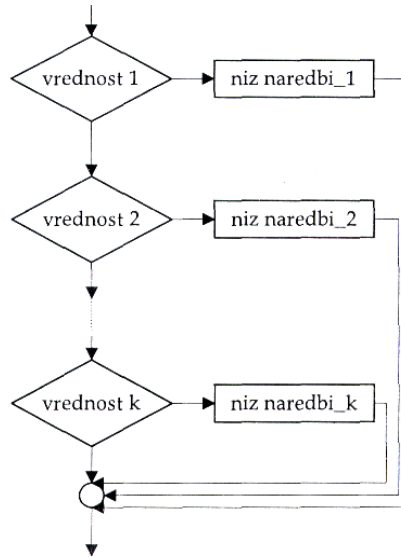 vrednost 1
niz naredbi_1
vrednost 2
niz naredbi_2
vrednost k
niz naredbi_k